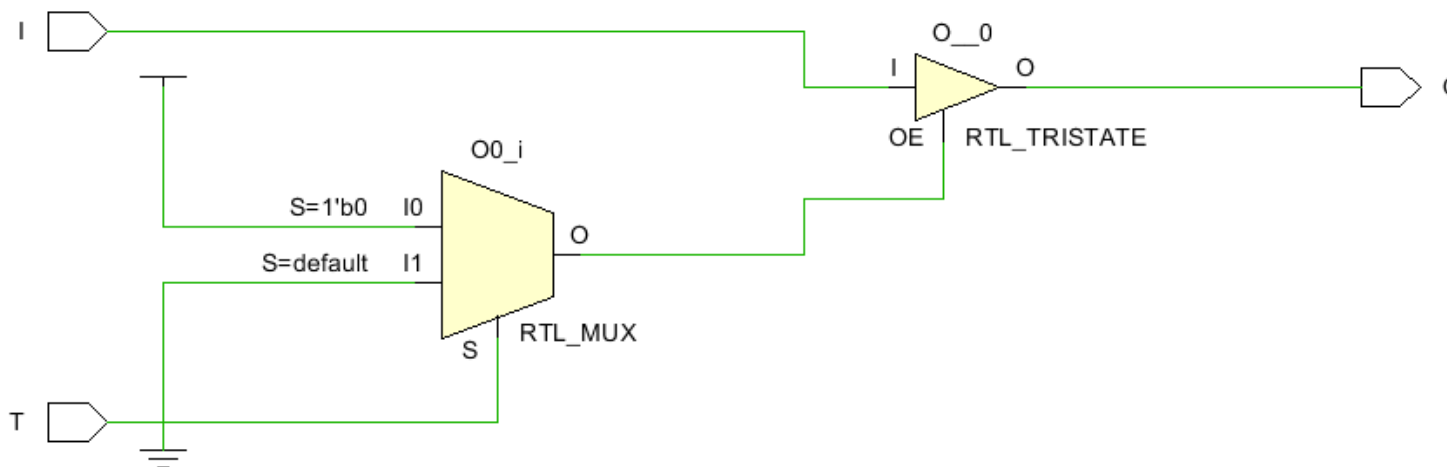 I
O__0
I
O
OE
RTL_TRISTATE
O0_i
S=1'b0
I0
S=default
I1
O
S
RTL_MUX
T